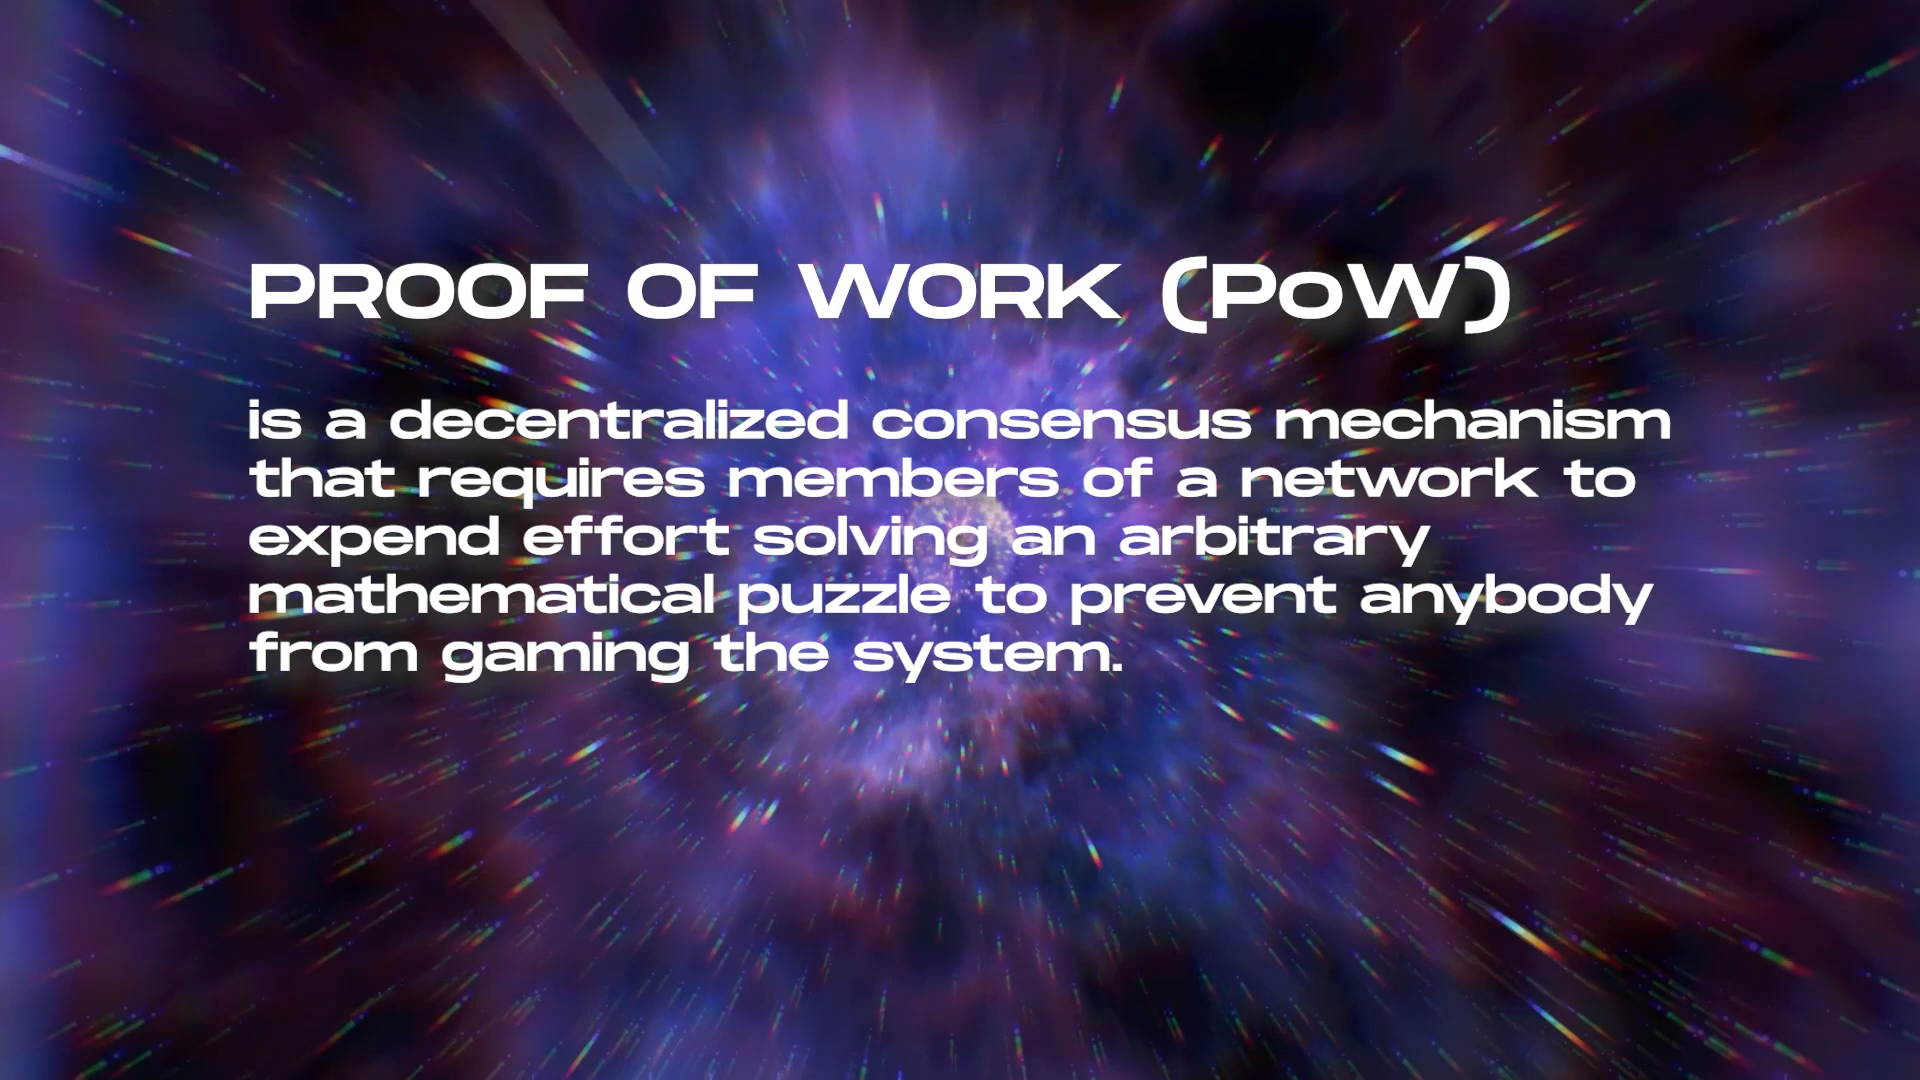 PROOF OF WORK (PoW)
is a decentralized consensus mechanism
that requires members of a network to
expend effort solving an arbitrary
mathematical puzzle to prevent anybody
from gaming the system.